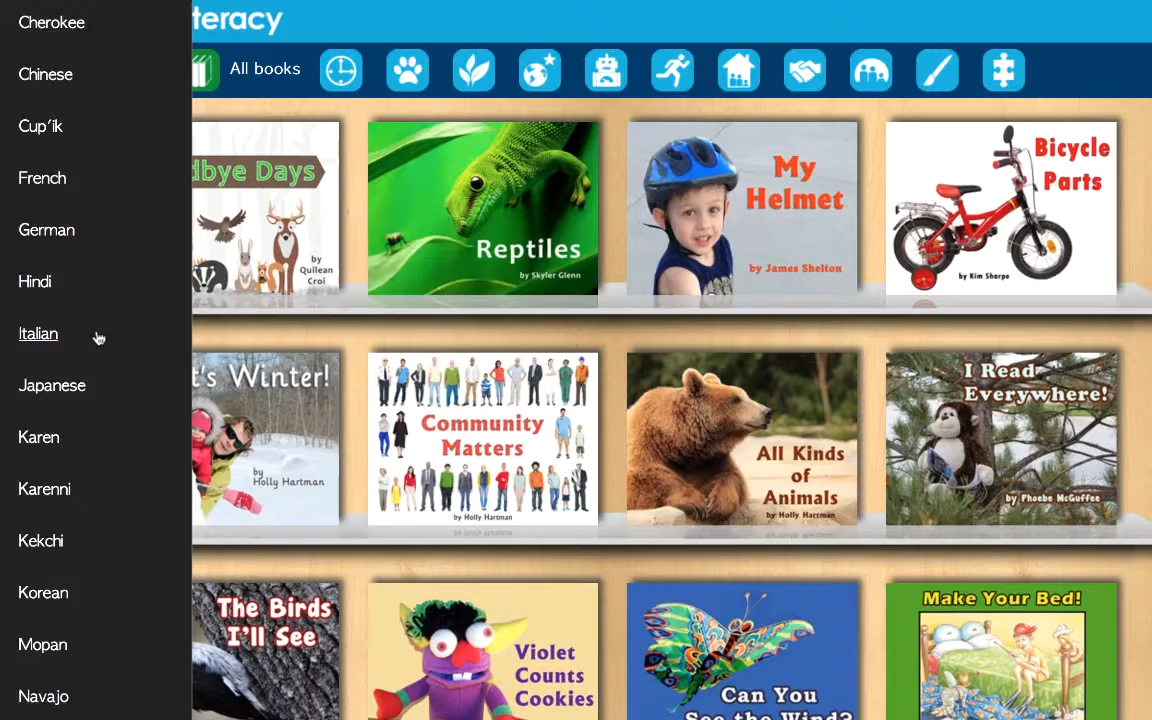 Cherokee
Chinese
Cup'ik
French
German
Hindi
Italian
Japanese
Karen
Karenni
Kekchi
Korean
Mopan
Navajo
teracy
All books
dbye Days
by
Quilean
Croi
Reptiles
by Skyler Glenn
My
Helmet
by James Shelton
Bicycle
Parts
by Kim Sharpe
t's Winter!
by
Holly Hartman
Community
Matters
by Holly Hartman
All Kinds
of
Animals
by Holly Hartman
I Read
Everywhere!
by Phoebe McGuffee
The Birds
I'll See
Violet
Counts
Cookies
Can You
See the Wind?
Make Your Bed!